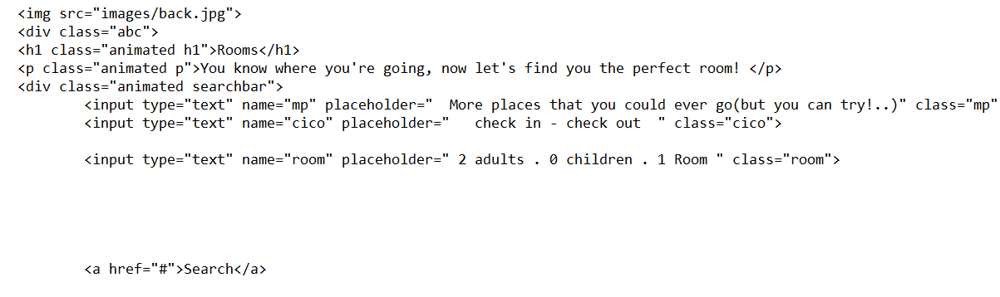 <img src="images/back.jpg">
<div class="abc">
<h1 class="animated h1">Rooms</h1>
<p class="animated p">You know where you're going, now let's find you the perfect room! </p>
<div class="animated searchbar">
<input type="text" name="mp" placeholder="  More places that you could ever go(but you can try!..)" class="mp"
<input type="text" name="cico" placeholder="   check in - check out  " class="cico">
<input type="text" name="room" placeholder=" 2 adults . 0 children . 1 Room " class="room">
<a href="#">Search</a>